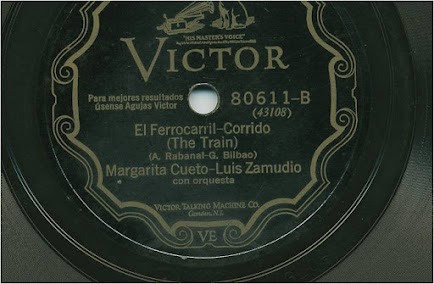 "HIS MASTER'S VOICE"
VICTOR
Para mejores resultados
úsense Agujas Victor
80611-B
(43108)
El Ferrocarril-Corrido
(The Train)
(A. Rabanal-G. Bilbao)
Margarita Cueto-Luis Zamudio
con orquesta
VICTOR TALKING MACHINE CO.
Camden, N.J.
VE